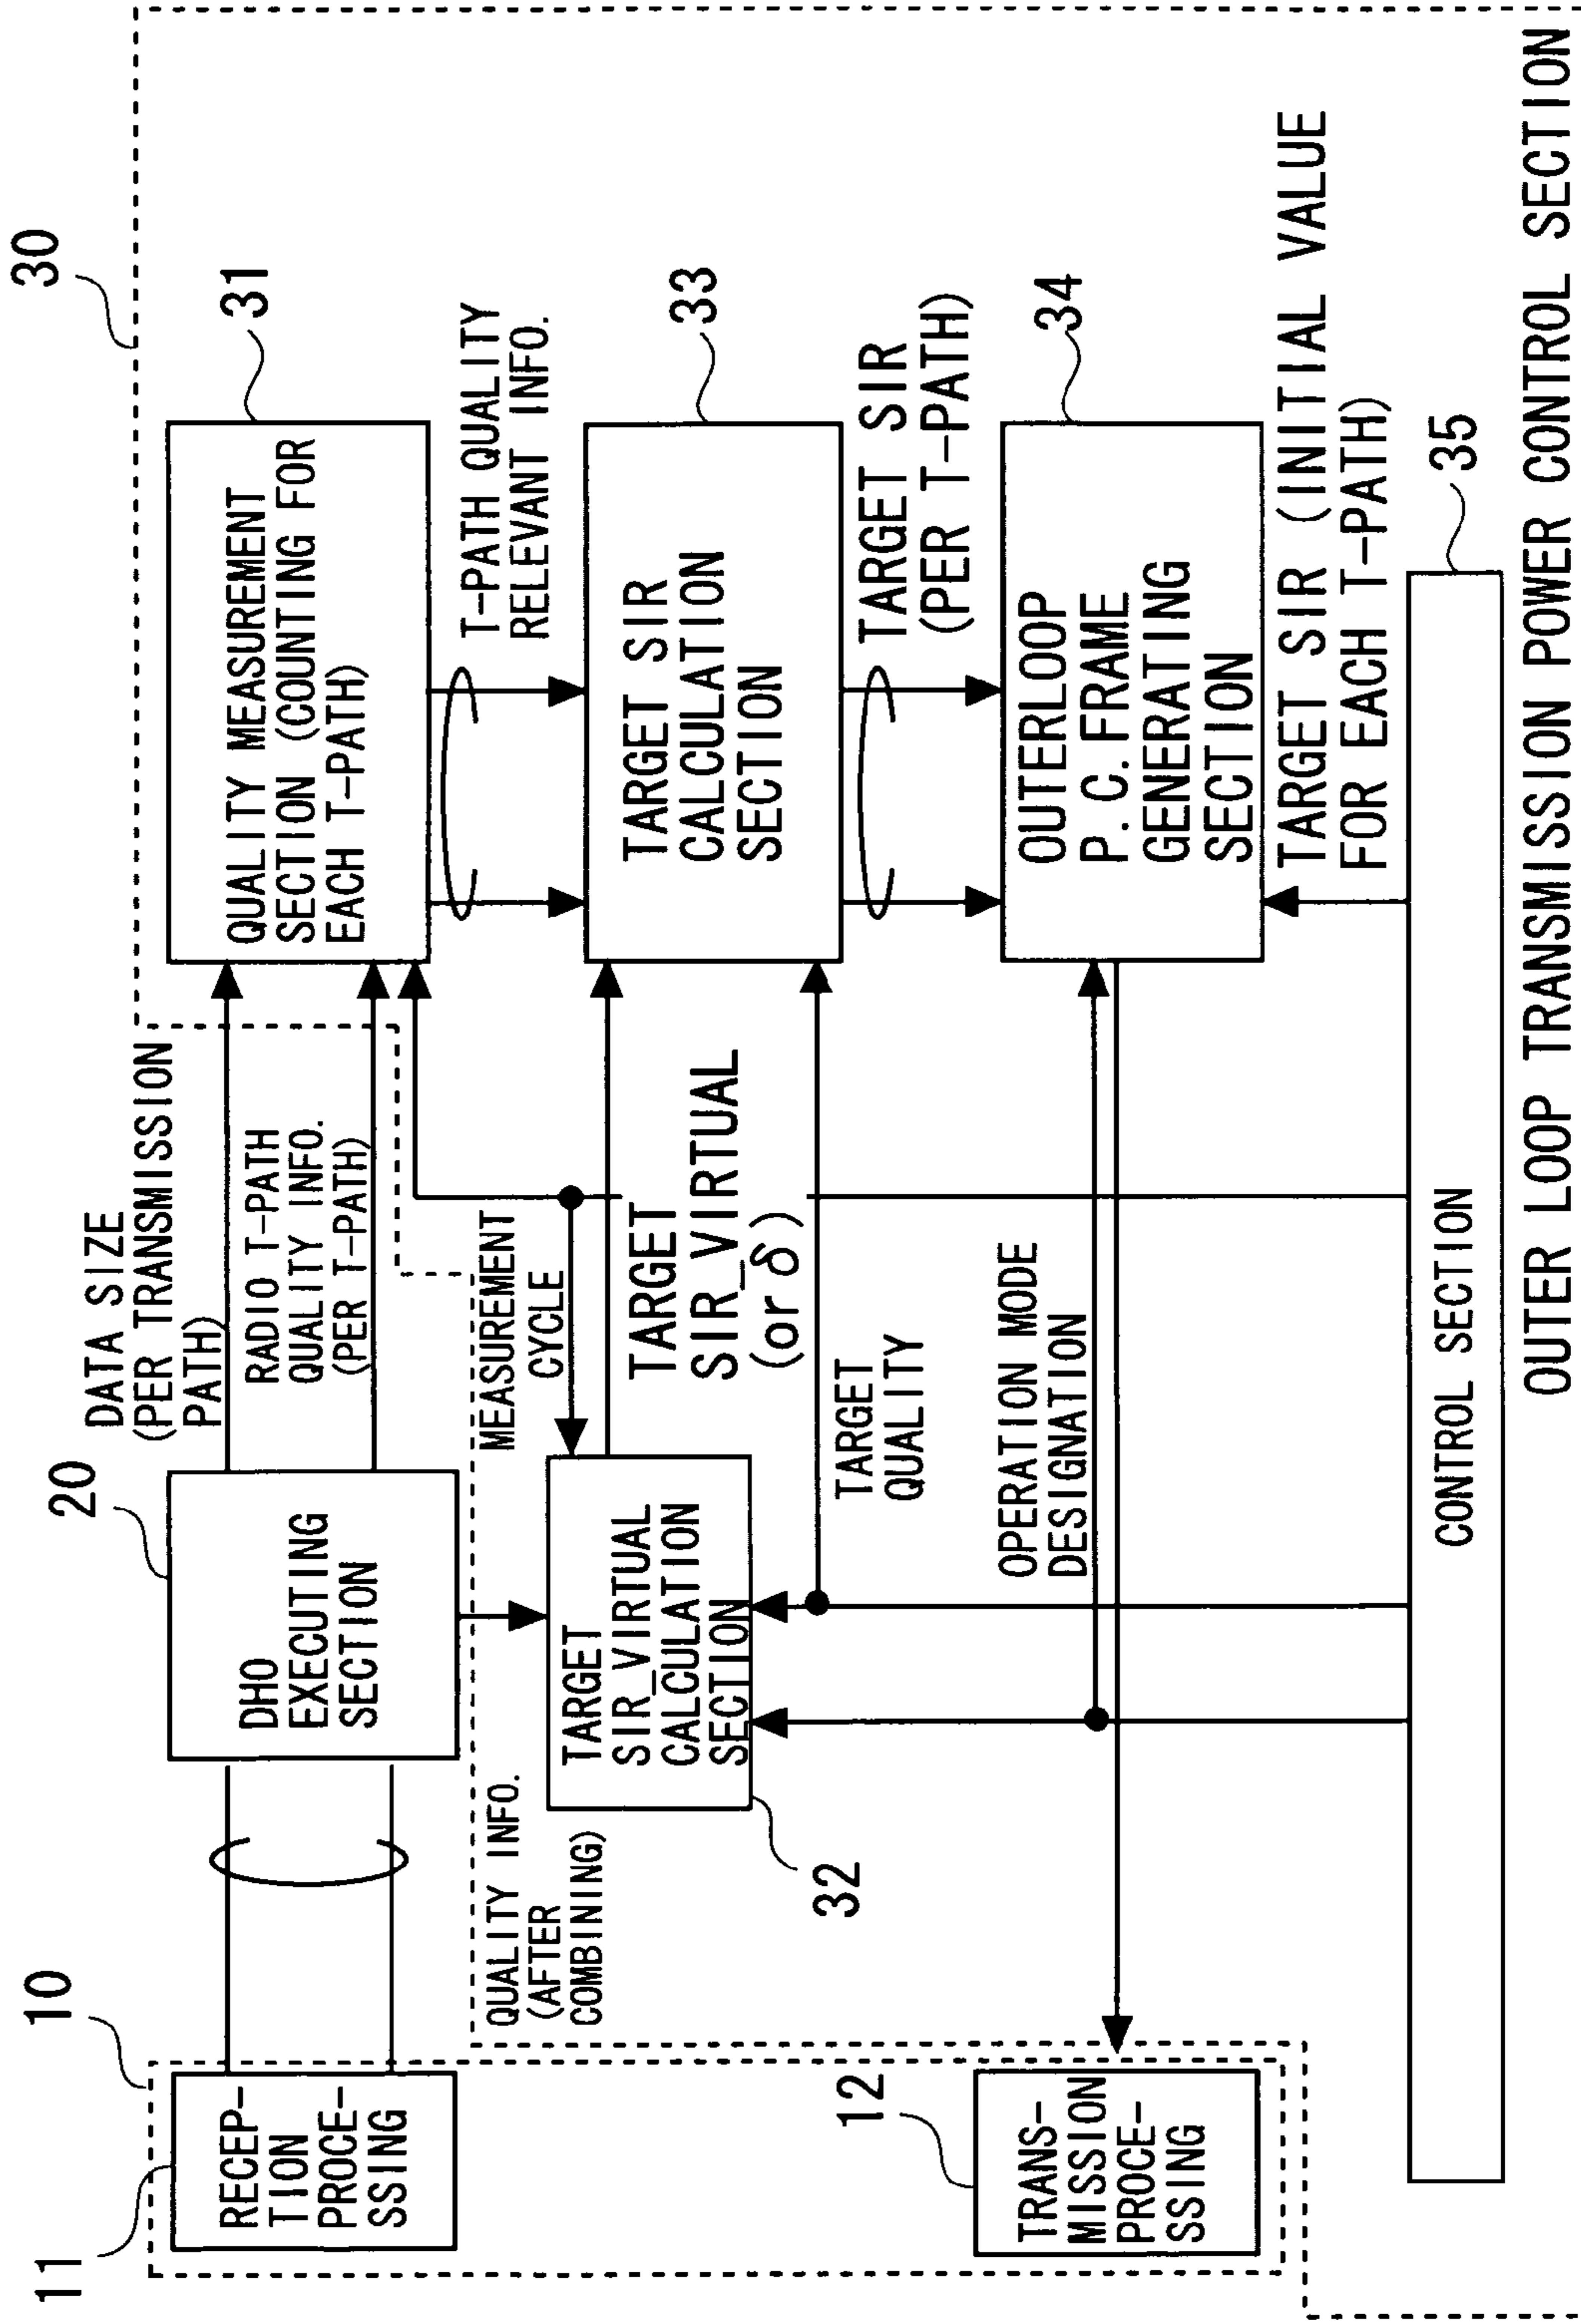 30
10
11
RECEP-
TION
PROCE-
SSING
20
DHO
EXECUTING
SECTION
DATA SIZE
(PER TRANSMISSION
PATH)
RADIO T-PATH
QUALITY INFO.
(PER T-PATH)
31
QUALITY MEASUREMENT
SECTION (COUNTING FOR
EACH T-PATH)
T-PATH QUALITY
RELEVANT INFO.
QUALITY INFO.
(AFTER
COMBINING)
MEASUREMENT
CYCLE
32
TARGET
SIR_VIRTUAL
CALCULATION
SECTION
TARGET
SIR_VIRTUAL
(or δ)
33
TARGET SIR
CALCULATION
SECTION
TARGET
QUALITY
TARGET SIR
(PER T-PATH)
12
TRANS-
MISSION
PROCE-
SSING
OPERATION MODE
DESIGNATION
34
OUTERLOOP
P.C.FRAME
GENERATING
SECTION
TARGET SIR (INITIAL VALUE
FOR EACH T-PATH)
35
CONTROL SECTION
OUTER LOOP TRANSMISSION POWER CONTROL SECTION